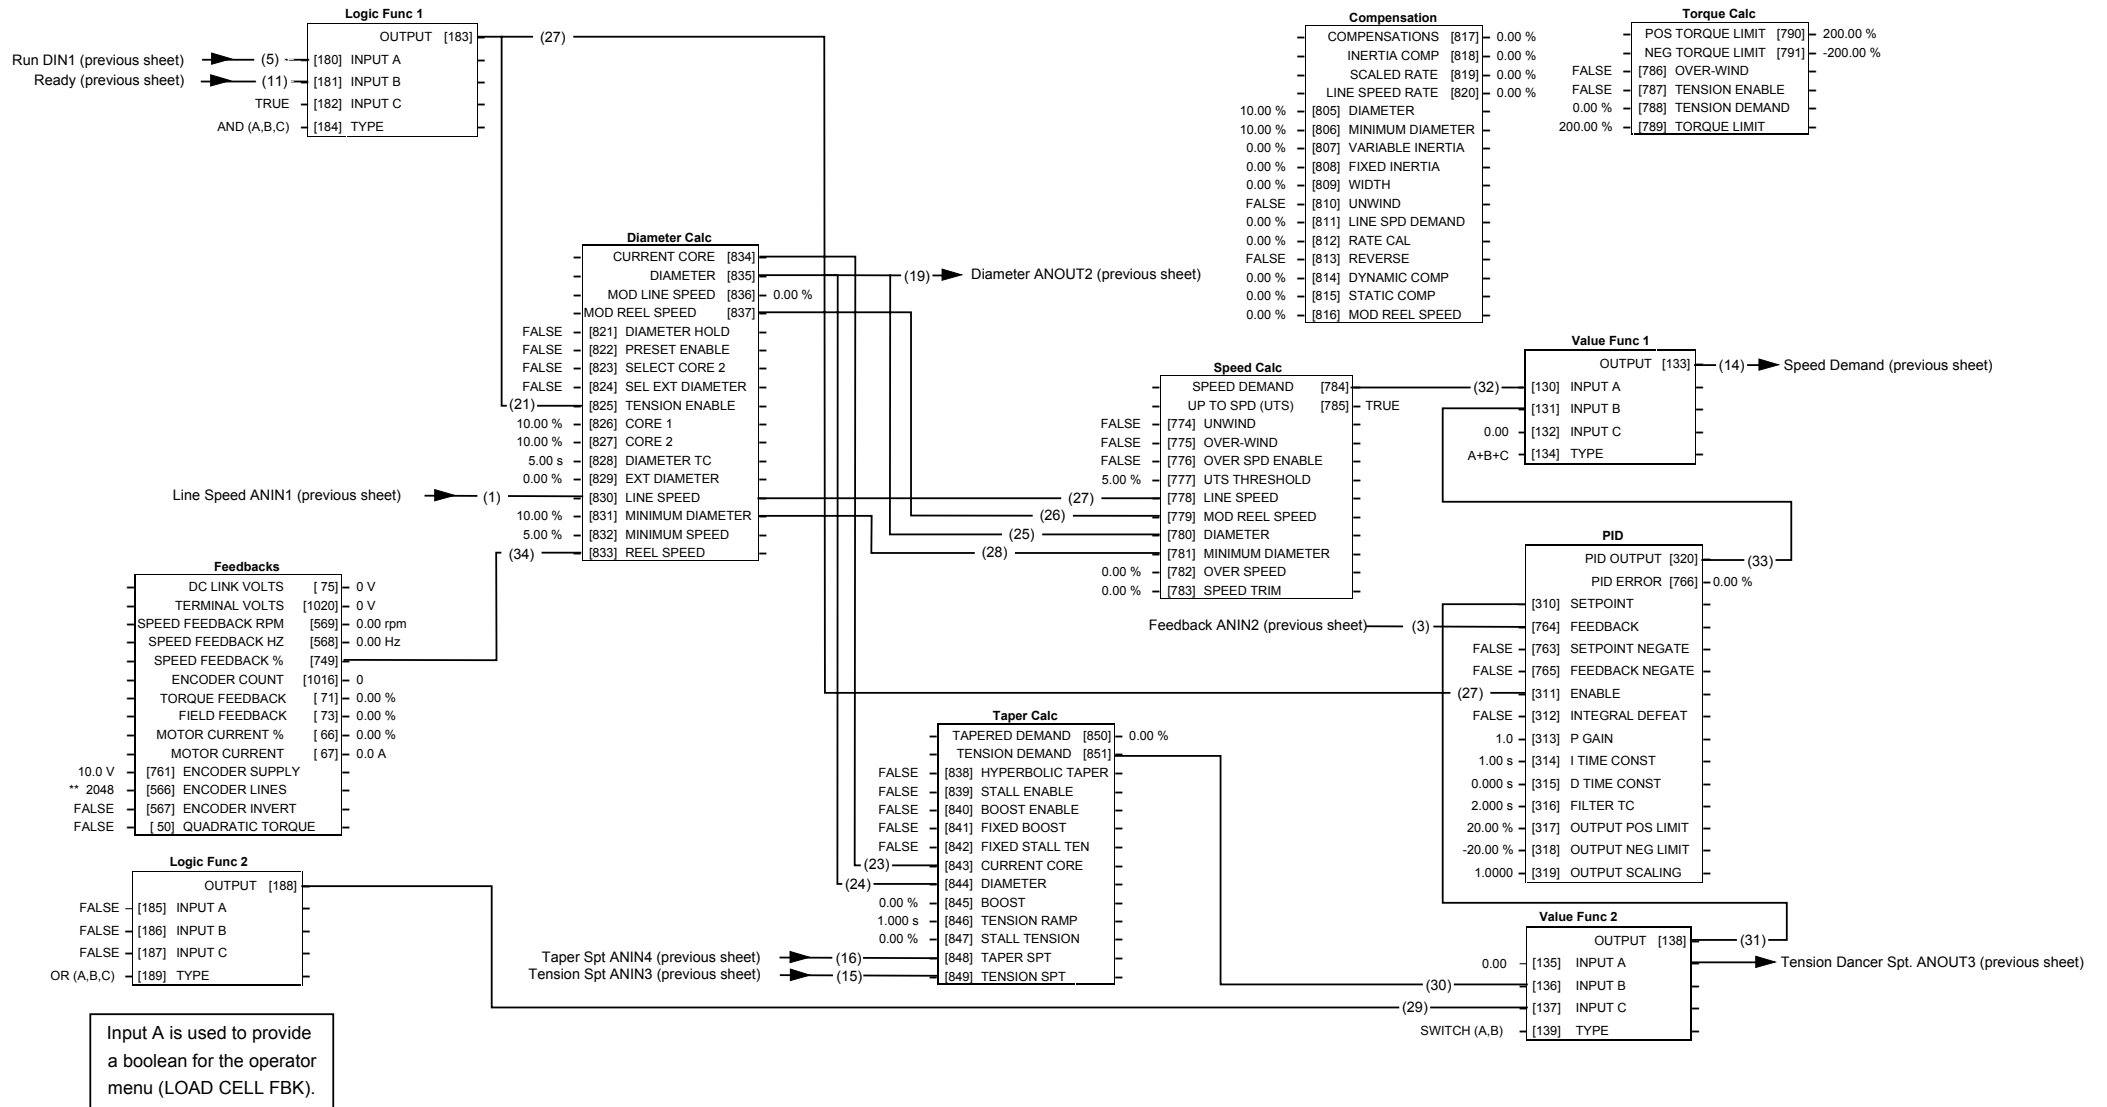 Logic Func 1
OUTPUT [183]
(27)
Run DIN1 (previous sheet) (5) [180] INPUT A
Ready (previous sheet) (11) [181] INPUT B
TRUE [182] INPUT C
AND (A,B,C) [184] TYPE
Compensation
COMPENSATIONS [817] 0.00 %
INERTIA COMP [818] 0.00 %
SCALED RATE [819] 0.00 %
LINE SPEED RATE [820] 0.00 %
10.00 % [805] DIAMETER
10.00 % [806] MINIMUM DIAMETER
0.00 % [807] VARIABLE INERTIA
0.00 % [808] FIXED INERTIA
0.00 % [809] WIDTH
FALSE [810] UNWIND
0.00 % [811] LINE SPD DEMAND
0.00 % [812] RATE CAL
FALSE [813] REVERSE
0.00 % [814] DYNAMIC COMP
0.00 % [815] STATIC COMP
0.00 % [816] MOD REEL SPEED
Torque Calc
POS TORQUE LIMIT [790] 200.00 %
NEG TORQUE LIMIT [791] -200.00 %
FALSE [786] OVER-WIND
FALSE [787] TENSION ENABLE
0.00 % [788] TENSION DEMAND
200.00 % [789] TORQUE LIMIT
Diameter Calc
CURRENT CORE [834]
DIAMETER [835]
(19) Diameter ANOUT2 (previous sheet)
MOD LINE SPEED [836] 0.00 %
MOD REEL SPEED [837]
FALSE [821] DIAMETER HOLD
FALSE [822] PRESET ENABLE
FALSE [823] SELECT CORE 2
FALSE [824] SEL EXT DIAMETER
(21) [825] TENSION ENABLE
10.00 % [826] CORE 1
10.00 % [827] CORE 2
5.00 s [828] DIAMETER TC
0.00 % [829] EXT DIAMETER
Line Speed ANIN1 (previous sheet) (1) [830] LINE SPEED
10.00 % [831] MINIMUM DIAMETER
5.00 % [832] MINIMUM SPEED
(34) [833] REEL SPEED
Speed Calc
SPEED DEMAND [784]
(32)
UP TO SPD (UTS) [785] TRUE
FALSE [774] UNWIND
FALSE [775] OVER-WIND
FALSE [776] OVER SPD ENABLE
5.00 % [777] UTS THRESHOLD
(27) [778] LINE SPEED
(26) [779] MOD REEL SPEED
(25) [780] DIAMETER
(28) [781] MINIMUM DIAMETER
0.00 % [782] OVER SPEED
0.00 % [783] SPEED TRIM
Value Func 1
OUTPUT [133] (14) Speed Demand (previous sheet)
[130] INPUT A
[131] INPUT B
0.00 [132] INPUT C
A+B+C [134] TYPE
PID
PID OUTPUT [320] (33)
PID ERROR [766] 0.00 %
[310] SETPOINT
Feedback ANIN2 (previous sheet) (3) [764] FEEDBACK
FALSE [763] SETPOINT NEGATE
FALSE [765] FEEDBACK NEGATE
(27) [311] ENABLE
FALSE [312] INTEGRAL DEFEAT
1.0 [313] P GAIN
1.00 s [314] I TIME CONST
0.000 s [315] D TIME CONST
2.000 s [316] FILTER TC
20.00 % [317] OUTPUT POS LIMIT
-20.00 % [318] OUTPUT NEG LIMIT
1.0000 [319] OUTPUT SCALING
Feedbacks
DC LINK VOLTS [ 75] 0 V
TERMINAL VOLTS [1020] 0 V
SPEED FEEDBACK RPM [569] 0.00 rpm
SPEED FEEDBACK HZ [568] 0.00 Hz
SPEED FEEDBACK % [749]
ENCODER COUNT [1016] 0
TORQUE FEEDBACK [ 71] 0.00 %
FIELD FEEDBACK [ 73] 0.00 %
MOTOR CURRENT % [ 66] 0.00 %
MOTOR CURRENT [ 67] 0.0 A
10.0 V [761] ENCODER SUPPLY
** 2048 [566] ENCODER LINES
FALSE [567] ENCODER INVERT
FALSE [ 50] QUADRATIC TORQUE
Taper Calc
TAPERED DEMAND [850] 0.00 %
TENSION DEMAND [851]
FALSE [838] HYPERBOLIC TAPER
FALSE [839] STALL ENABLE
FALSE [840] BOOST ENABLE
FALSE [841] FIXED BOOST
FALSE [842] FIXED STALL TEN
(23) [843] CURRENT CORE
(24) [844] DIAMETER
0.00 % [845] BOOST
1.000 s [846] TENSION RAMP
0.00 % [847] STALL TENSION
Taper Spt ANIN4 (previous sheet) (16) [848] TAPER SPT
Tension Spt ANIN3 (previous sheet) (15) [849] TENSION SPT
Logic Func 2
OUTPUT [188]
FALSE [185] INPUT A
FALSE [186] INPUT B
FALSE [187] INPUT C
OR (A,B,C) [189] TYPE
Value Func 2
OUTPUT [138] (31)
0.00 [135] INPUT A
Tension Dancer Spt. ANOUT3 (previous sheet)
(30) [136] INPUT B
(29) [137] INPUT C
SWITCH (A,B) [139] TYPE
Input A is used to provide
a boolean for the operator
menu (LOAD CELL FBK).